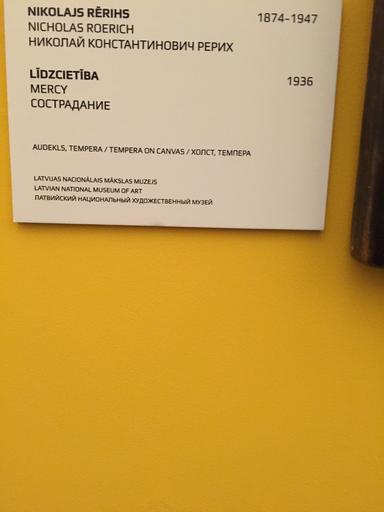 NIKOLAJS RĒRIHS 1874-1947
NICHOLAS ROERICH
НИКОЛАЙ КОНСТАНТИНОВИЧ РЕРИХ
LĪDZCIETĪBA 1936
MERCY
СОСТРАДАНИЕ
AUDEKLS, TEMPERA / TEMPERA ON CANVAS / ХОЛСТ, ТЕМПЕРА
LATVIJAS NACIONĀLAIS MĀKSLAS MUZEJS
LATVIAN NATIONAL MUSEUM OF ART
ЛАТВИЙСКИЙ НАЦИОНАЛЬНЫЙ ХУДОЖЕСТВЕННЫЙ МУЗЕЙ